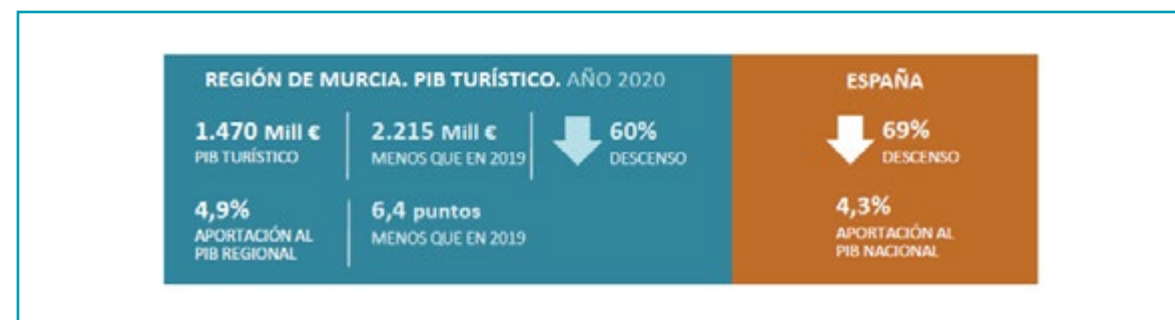 REGIÓN DE MURCIA. PIB TURÍSTICO. AÑO 2020
1.470 Mill €
PIB TURÍSTICO
2.215 Mill €
MENOS QUE EN 2019
60%
DESCENSO
4,9%
APORTACIÓN AL
PIB REGIONAL
6,4 puntos
MENOS QUE EN 2019
ESPAÑA
69%
DESCENSO
4,3%
APORTACIÓN AL
PIB NACIONAL